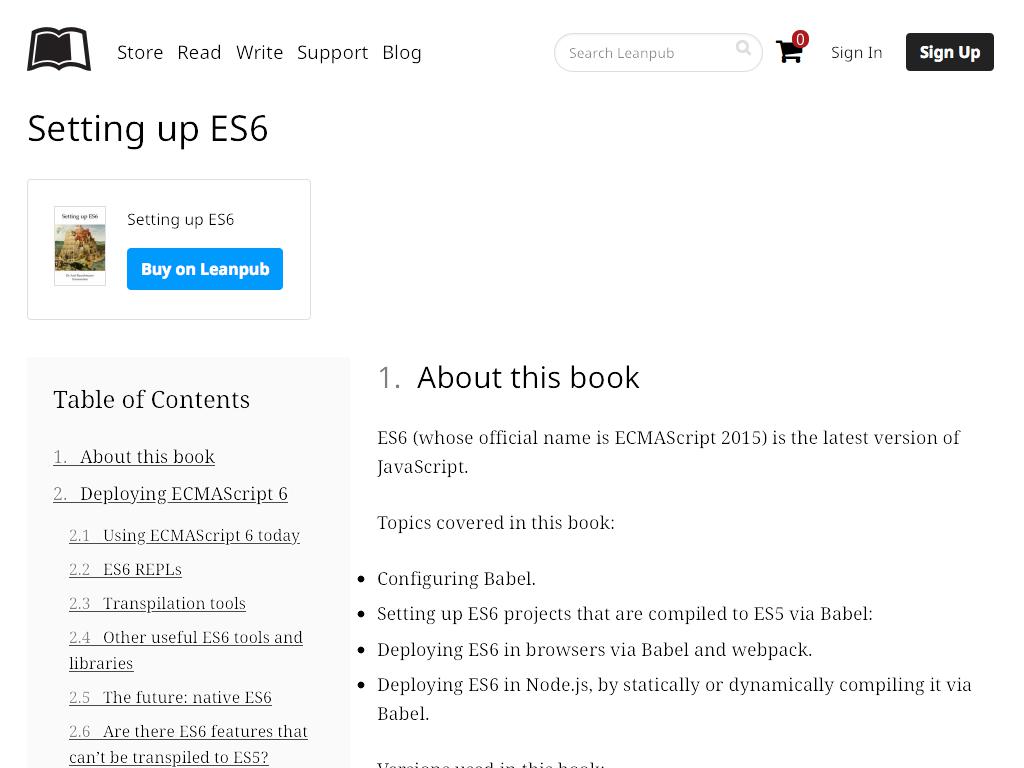 Store Read Write Support Blog
Search Leanpub
0
Sign In
Sign Up
Setting up ES6
Setting up ES6
Setting up ES6
Buy on Leanpub
Table of Contents
1. About this book
2. Deploying ECMAScript 6
2.1 Using ECMAScript 6 today
2.2 ES6 REPLs
2.3 Transpilation tools
2.4 Other useful ES6 tools and
libraries
2.5 The future: native ES6
2.6 Are there ES6 features that
can’t be transpiled to ES5?
1. About this book
ES6 (whose official name is ECMAScript 2015) is the latest version of
JavaScript.
Topics covered in this book:
• Configuring Babel.
• Setting up ES6 projects that are compiled to ES5 via Babel:
• Deploying ES6 in browsers via Babel and webpack.
• Deploying ES6 in Node.js, by statically or dynamically compiling it via
Babel.
Versions used in this book: